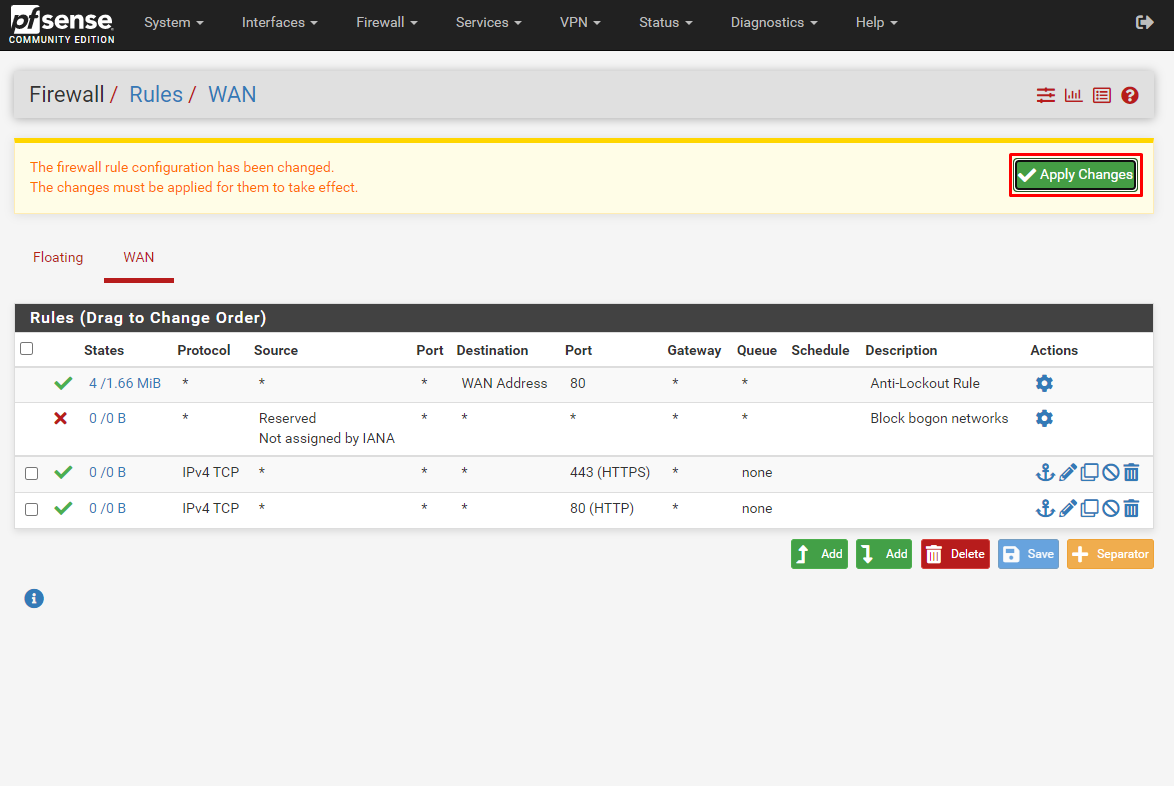 pfsense
COMMUNITY EDITION
System Interfaces Firewall Services VPN Status Diagnostics Help
Firewall / Rules / WAN
The firewall rule configuration has been changed.
The changes must be applied for them to take effect.
Apply Changes
Floating WAN
Rules (Drag to Change Order)
States Protocol Source Port Destination Port Gateway Queue Schedule Description Actions
4 /1.66 MiB * * * WAN Address 80 * * Anti-Lockout Rule
0 /0 B * Reserved * * * * * Block bogon networks
Not assigned by IANA
0 /0 B IPv4 TCP * * * 443 (HTTPS) * none
0 /0 B IPv4 TCP * * * 80 (HTTP) * none
Add Add Delete Save Separator